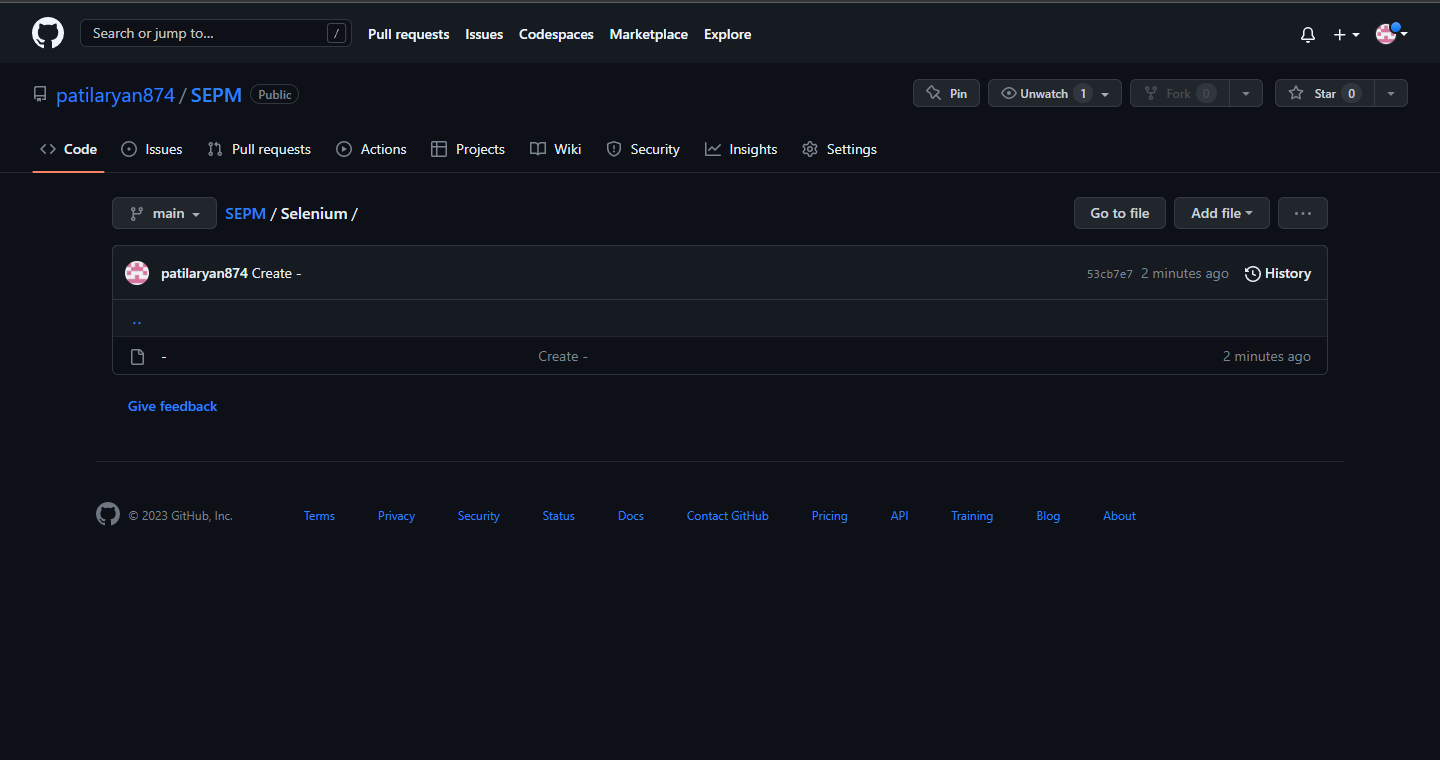 Search or jump to... / Pull requests Issues Codespaces Marketplace Explore
patilaryan874 / SEPM Public Pin Unwatch 1 Fork 0 Star 0
Code Issues Pull requests Actions Projects Wiki Security Insights Settings
main SEPM / Selenium / Go to file Add file ...
patilaryan874 Create - 53cb7e7 2 minutes ago History
..
- Create - 2 minutes ago
Give feedback
© 2023 GitHub, Inc. Terms Privacy Security Status Docs Contact GitHub Pricing API Training Blog About